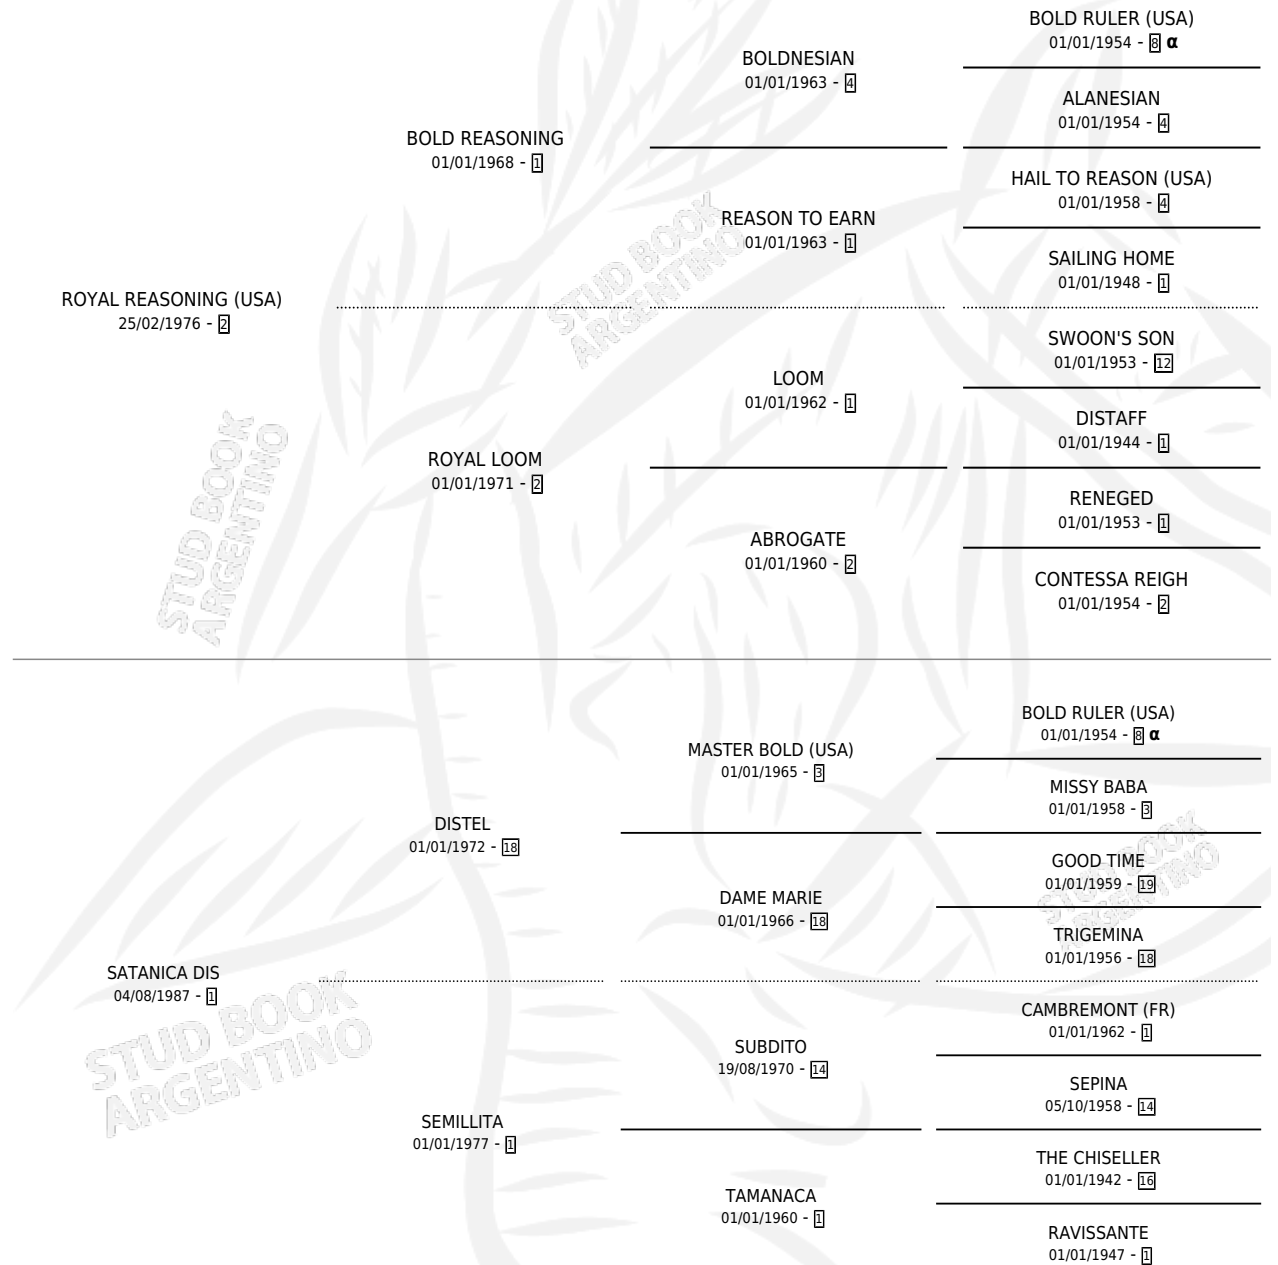 BOLD RULER (USA)
01/01/1954 - 8 α
BOLDNESIAN
01/01/1963 - 4
ALANESIAN
01/01/1954 - 4
BOLD REASONING
01/01/1968 - 1
HAIL TO REASON (USA)
01/01/1958 - 4
REASON TO EARN
01/01/1963 - 1
SAILING HOME
01/01/1948 - 1
ROYAL REASONING (USA)
25/02/1976 - 2
SWOON'S SON
01/01/1953 - 12
LOOM
01/01/1962 - 1
DISTAFF
01/01/1944 - 1
ROYAL LOOM
01/01/1971 - 2
RENEGED
01/01/1953 - 1
ABROGATE
01/01/1960 - 2
CONTESSA REIGH
01/01/1954 - 2
BOLD RULER (USA)
01/01/1954 - 8 α
MASTER BOLD (USA)
01/01/1965 - 3
MISSY BABA
01/01/1958 - 3
DISTEL
01/01/1972 - 18
GOOD TIME
01/01/1959 - 19
DAME MARIE
01/01/1966 - 18
TRIGEMINA
01/01/1956 - 18
SATANICA DIS
04/08/1987 - 1
CAMBREMONT (FR)
01/01/1962 - 1
SUBDITO
19/08/1970 - 14
SEPINA
05/10/1958 - 14
SEMILLITA
01/01/1977 - 1
THE CHISELLER
01/01/1942 - 16
TAMANACA
01/01/1960 - 1
RAVISSANTE
01/01/1947 - 1
STUD BOOK
ARGENTINO
STUD BOOK
ARGENTINO
STUD BOOK
ARGENTINO
STUD BOOK
ARGENTINO